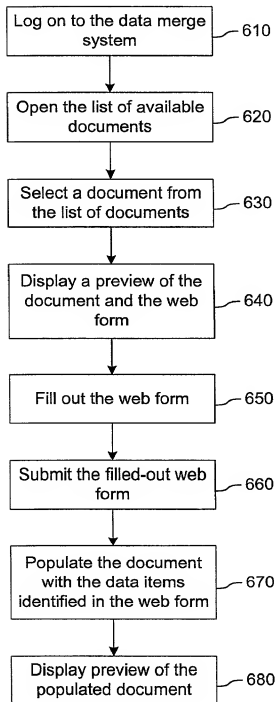 Log on to the data merge
system
610
Open the list of available
documents
620
Select a document from
the list of documents
630
Display a preview of the
document and the web
form
640
Fill out the web form
650
Submit the filled-out web
form
660
Populate the document
with the data items
identified in the web form
670
Display preview of the
populated document
680